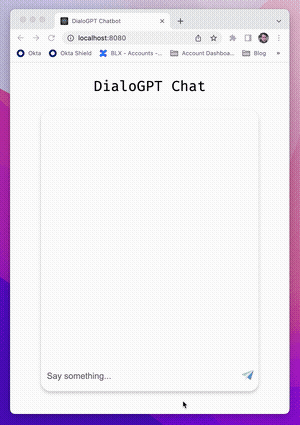 DialoGPT Chatbot
localhost:8080
Okta
Okta Shield
BLX - Accounts -...
Account Dashboa...
Blog
»
DialoGPT Chat
Say something...